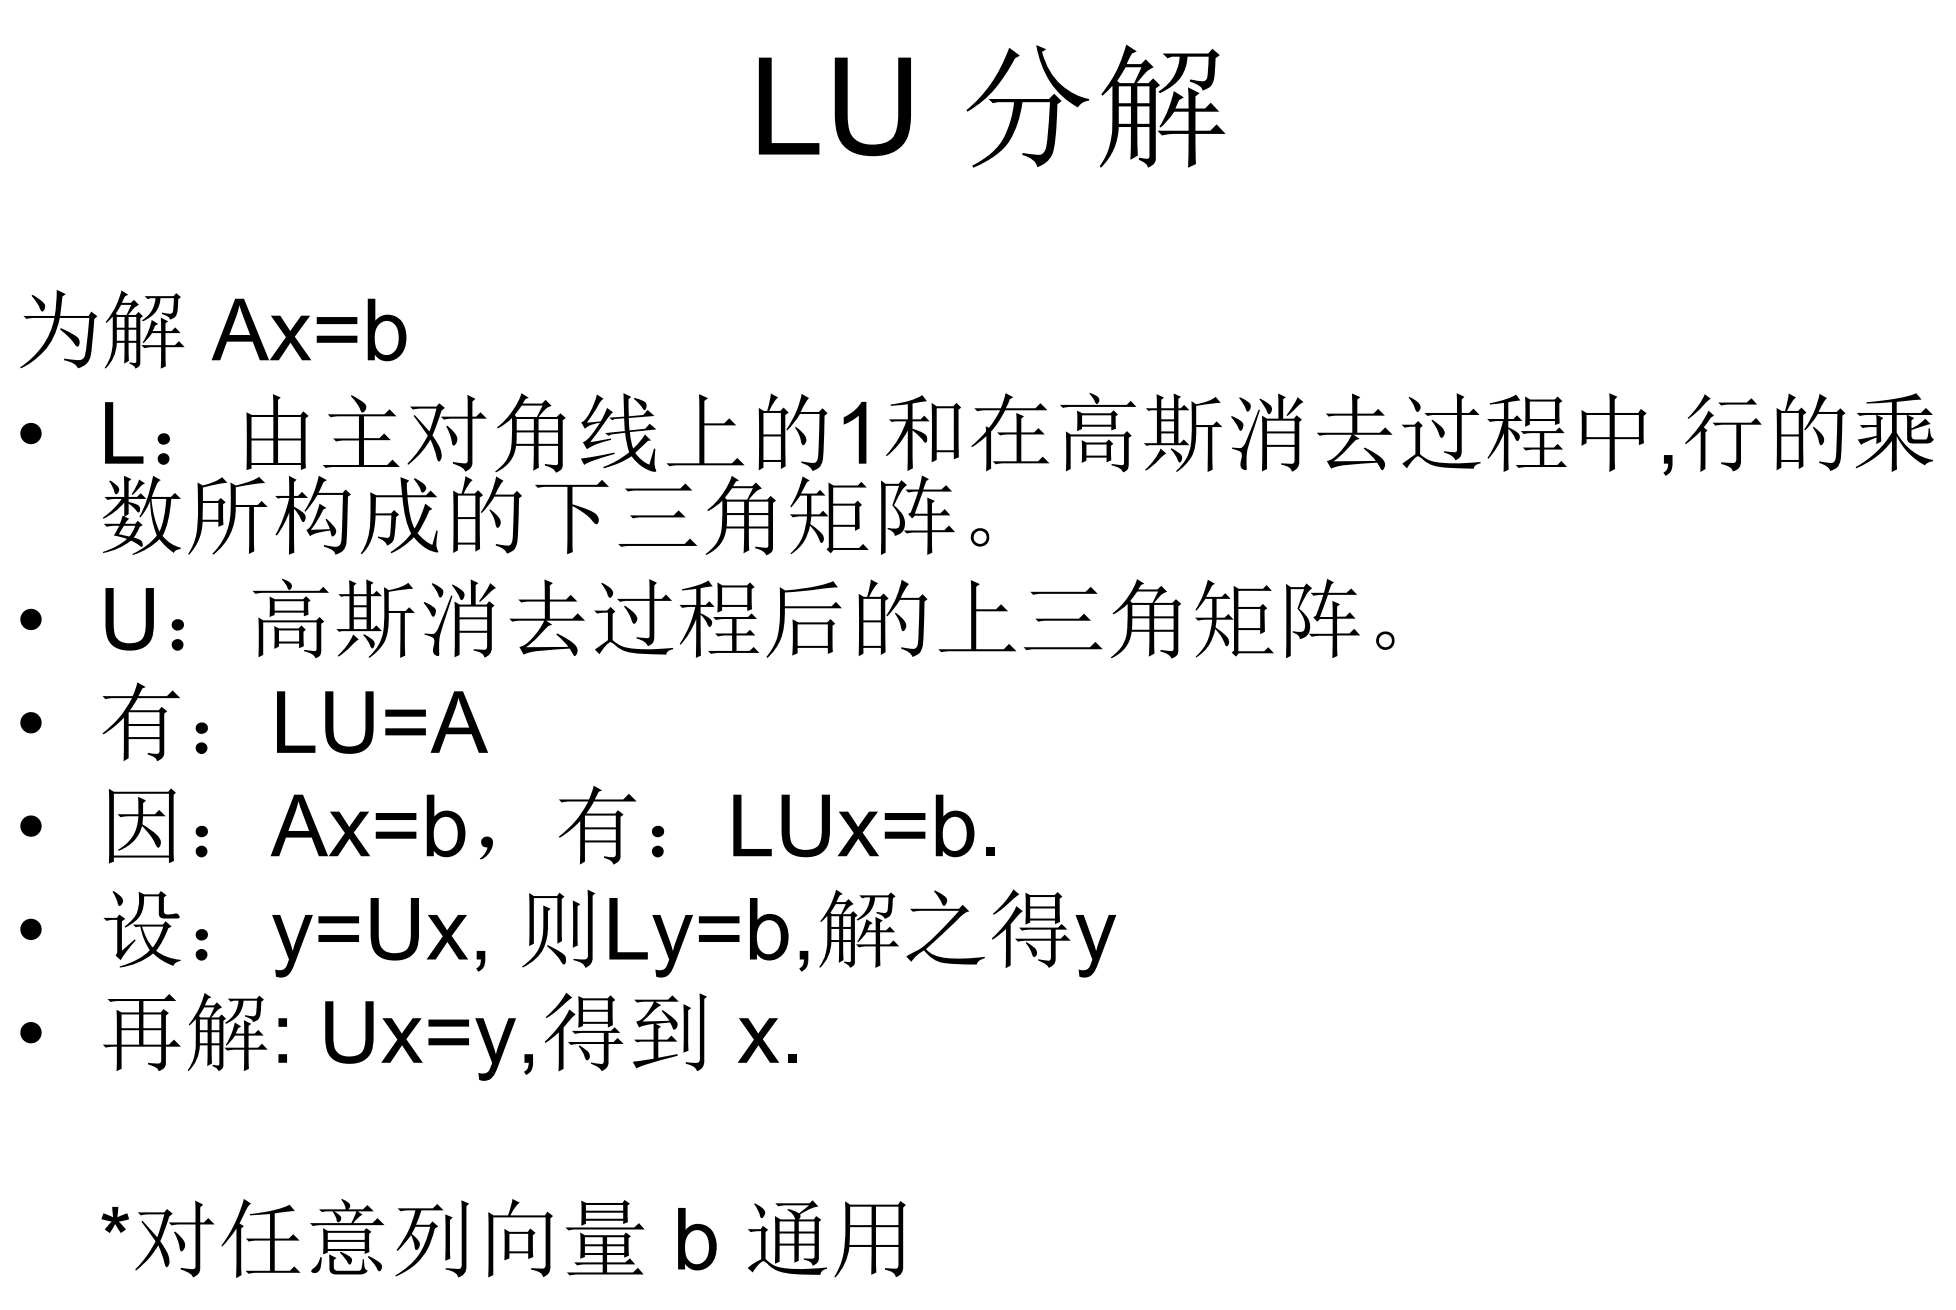 LU 分解
为解 Ax=b
• L：由主对角线上的1和在高斯消去过程中,行的乘
数所构成的下三角矩阵。
• U：高斯消去过程后的上三角矩阵。
• 有：LU=A
• 因：Ax=b，有：LUx=b.
• 设：y=Ux, 则Ly=b,解之得y
• 再解: Ux=y,得到 x.
*对任意列向量 b 通用